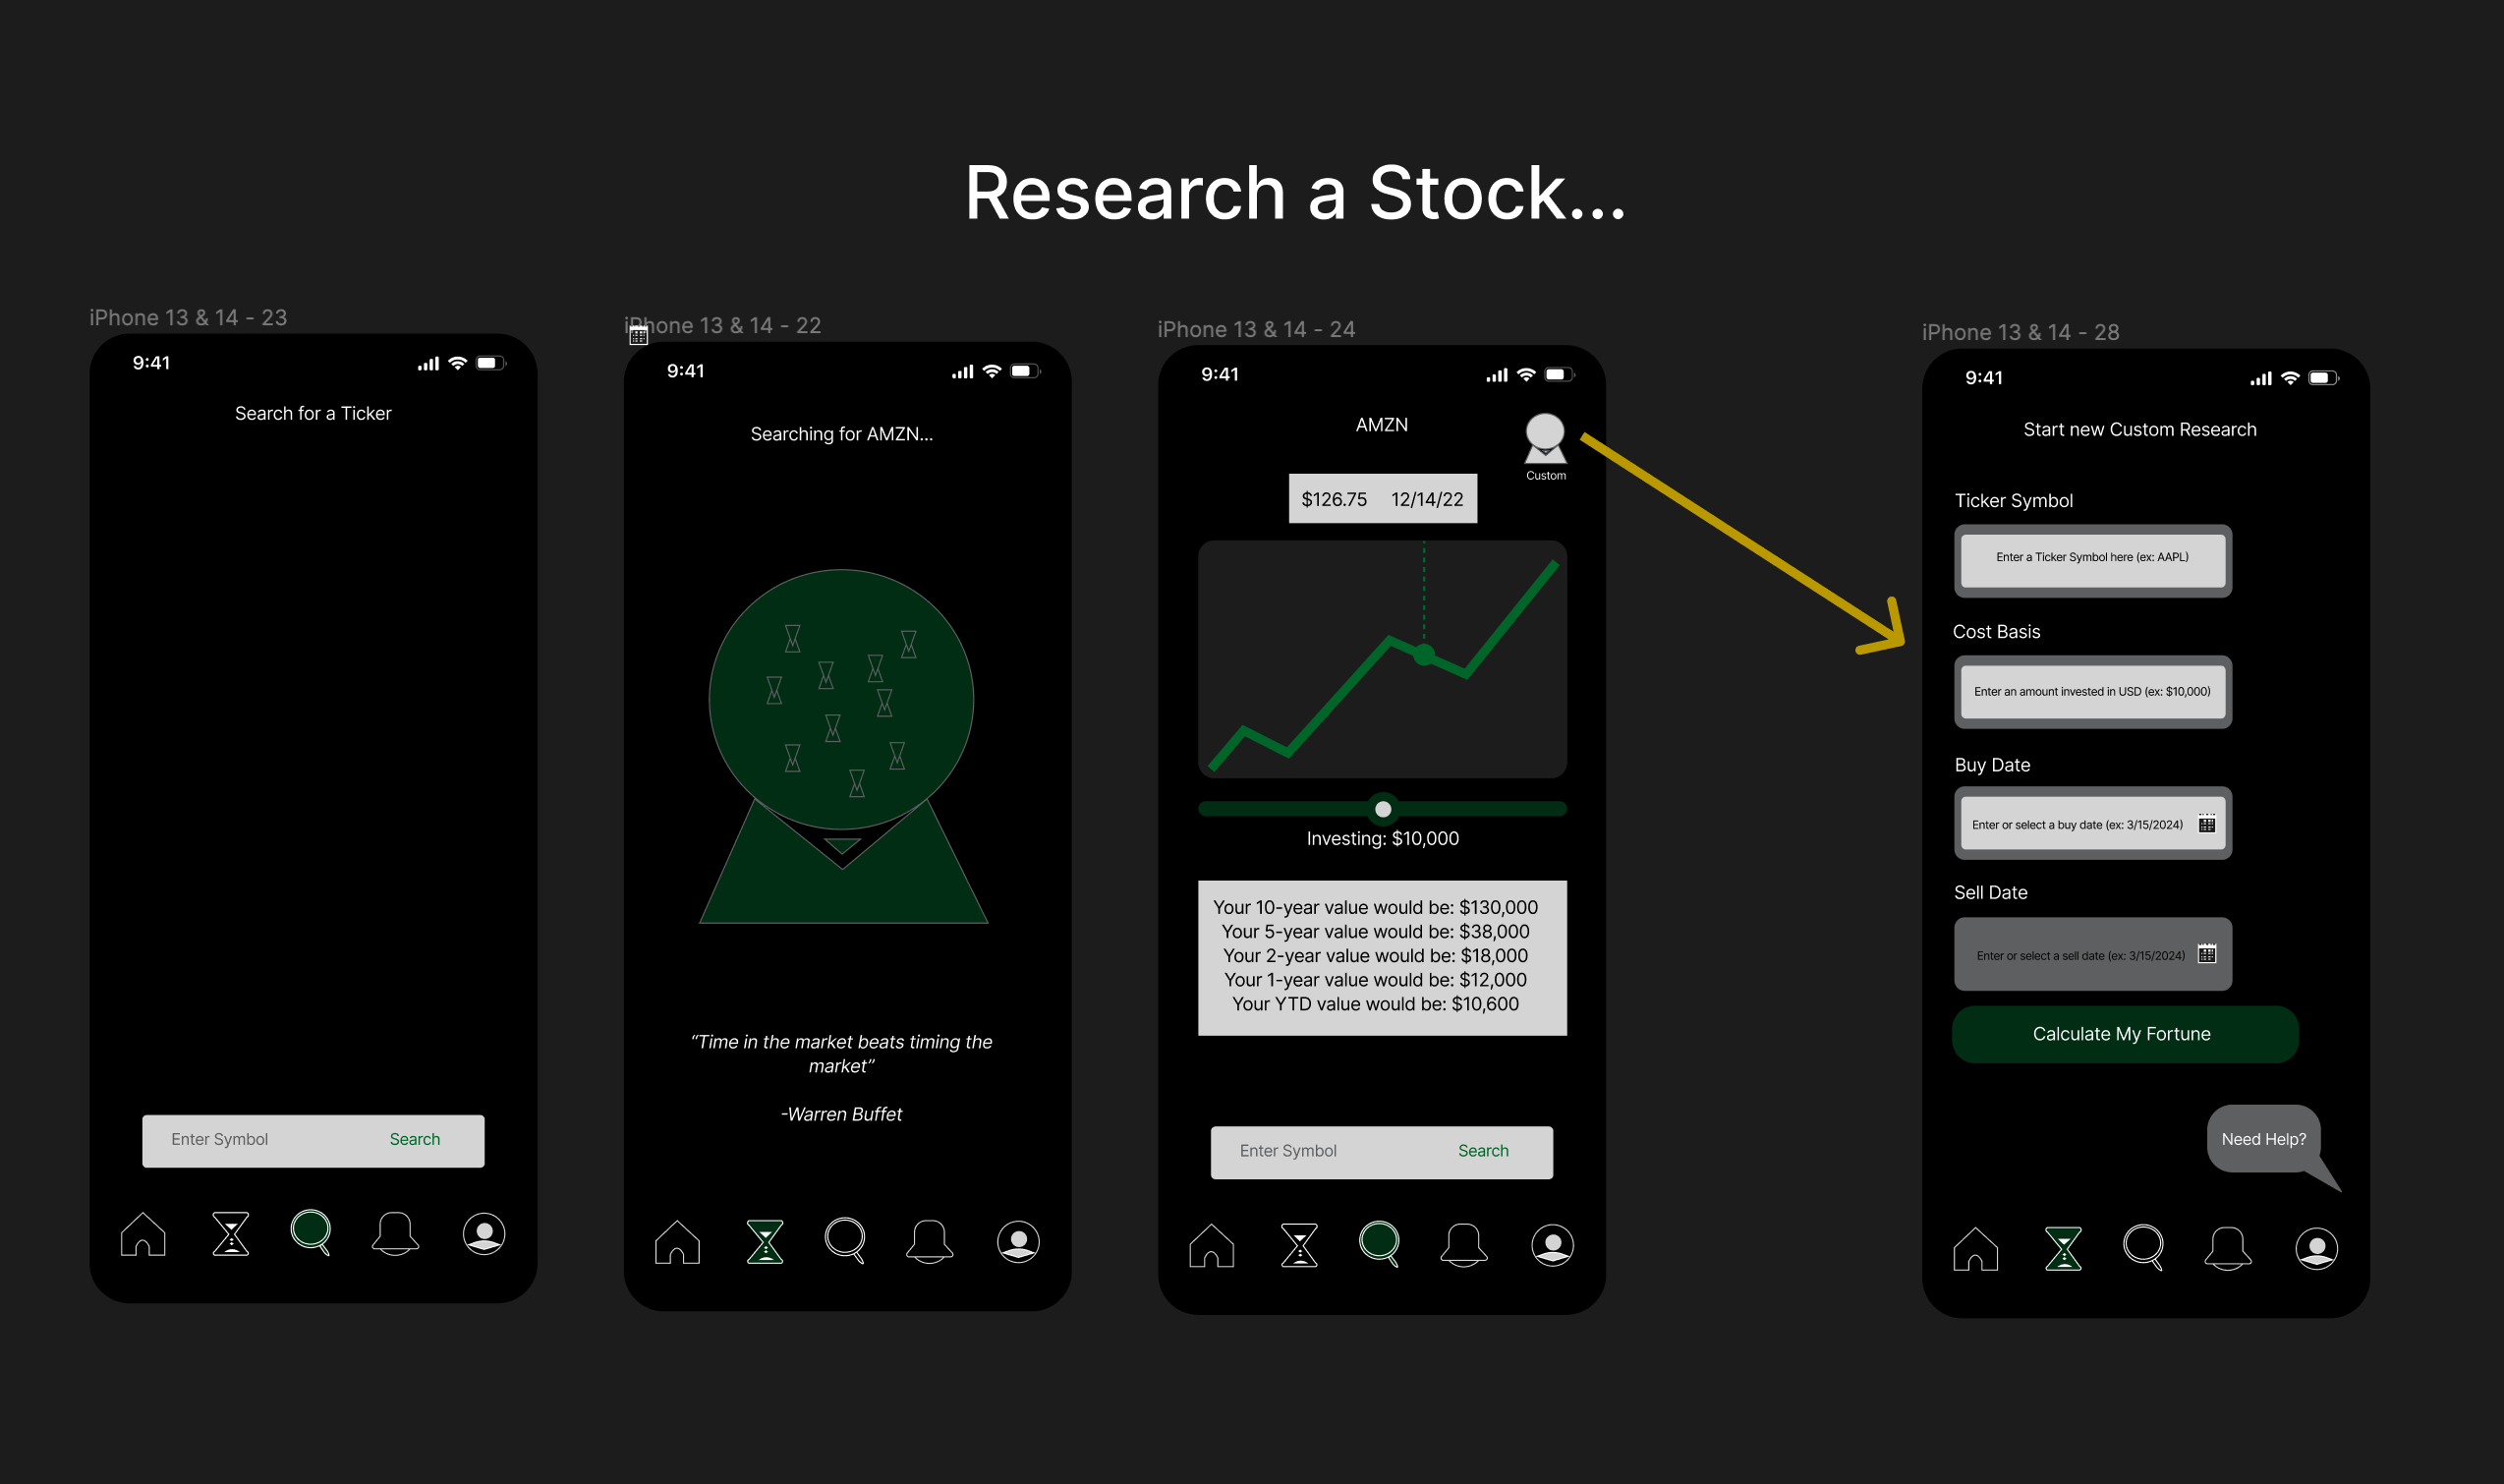 Research a Stock...
iPhone 13 & 14 - 23
9:41
Search for a Ticker
Enter Symbol
Search
iPhone 13 & 14 - 22
9:41
Searching for AMZN...
“Time in the market beats timing the
market”
-Warren Buffet
iPhone 13 & 14 - 24
9:41
AMZN
Custom
$126.75
12/14/22
Investing: $10,000
Your 10-year value would be: $130,000
Your 5-year value would be: $38,000
Your 2-year value would be: $18,000
Your 1-year value would be: $12,000
Your YTD value would be: $10,600
Enter Symbol
Search
iPhone 13 & 14 - 28
9:41
Start new Custom Research
Ticker Symbol
Enter a Ticker Symbol here (ex: AAPL)
Cost Basis
Enter an amount invested in USD (ex: $10,000)
Buy Date
Enter or select a buy date (ex: 3/15/2024)
Sell Date
Enter or select a sell date (ex: 3/15/2024)
Calculate My Fortune
Need Help?